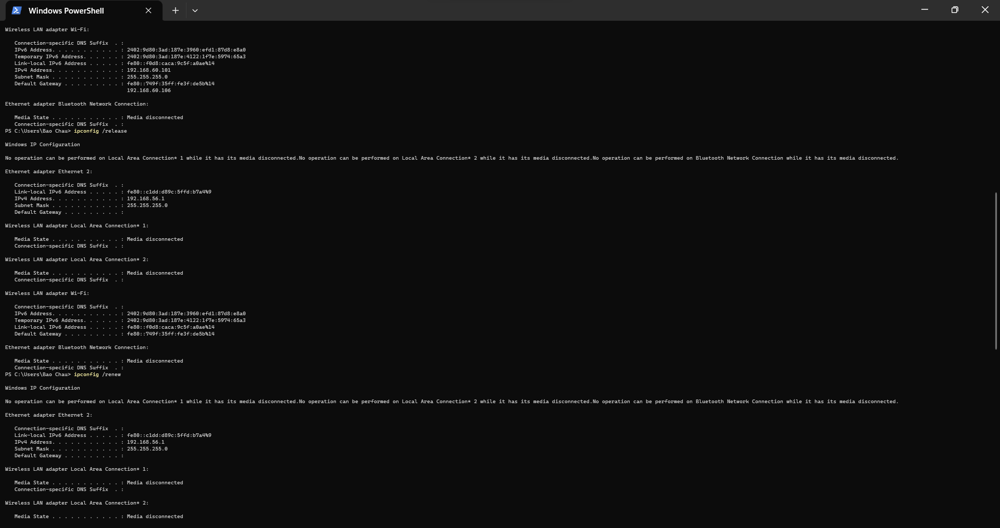 Windows PowerShell
Wireless LAN adapter Wi-Fi:
Connection-specific DNS Suffix  . :
IPv6 Address. . . . . . . . . . . : 2402:9d80:3ad:187e:3960:efd1:87d8:e8a0
Temporary IPv6 Address. . . . . . : 2402:9d80:3ad:187e:4122:1f7e:5974:65a3
Link-local IPv6 Address . . . . . : fe80::f0d8:caca:9c5f:a0ae%14
IPv4 Address. . . . . . . . . . . : 192.168.60.101
Subnet Mask . . . . . . . . . . . : 255.255.255.0
Default Gateway . . . . . . . . . : fe80::749f:35ff:fe3f:de5b%14
192.168.60.106
Ethernet adapter Bluetooth Network Connection:
Media State . . . . . . . . . . . : Media disconnected
Connection-specific DNS Suffix  . :
PS C:\Users\Bao Chau> ipconfig /release
Windows IP Configuration
No operation can be performed on Local Area Connection* 1 while it has its media disconnected.No operation can be performed on Local Area Connection* 2 while it has its media disconnected.No operation can be performed on Bluetooth Network Connection while it has its media disconnected.
Ethernet adapter Ethernet 2:
Connection-specific DNS Suffix  . :
Link-local IPv6 Address . . . . . : fe80::c1dd:d89c:5ffd:b7a4%9
IPv4 Address. . . . . . . . . . . : 192.168.56.1
Subnet Mask . . . . . . . . . . . : 255.255.255.0
Default Gateway . . . . . . . . . :
Wireless LAN adapter Local Area Connection* 1:
Media State . . . . . . . . . . . : Media disconnected
Connection-specific DNS Suffix  . :
Wireless LAN adapter Local Area Connection* 2:
Media State . . . . . . . . . . . : Media disconnected
Connection-specific DNS Suffix  . :
Wireless LAN adapter Wi-Fi:
Connection-specific DNS Suffix  . :
IPv6 Address. . . . . . . . . . . : 2402:9d80:3ad:187e:3960:efd1:87d8:e8a0
Temporary IPv6 Address. . . . . . : 2402:9d80:3ad:187e:4122:1f7e:5974:65a3
Link-local IPv6 Address . . . . . : fe80::f0d8:caca:9c5f:a0ae%14
Default Gateway . . . . . . . . . : fe80::749f:35ff:fe3f:de5b%14
Ethernet adapter Bluetooth Network Connection:
Media State . . . . . . . . . . . : Media disconnected
Connection-specific DNS Suffix  . :
PS C:\Users\Bao Chau> ipconfig /renew
Windows IP Configuration
No operation can be performed on Local Area Connection* 1 while it has its media disconnected.No operation can be performed on Local Area Connection* 2 while it has its media disconnected.No operation can be performed on Bluetooth Network Connection while it has its media disconnected.
Ethernet adapter Ethernet 2:
Connection-specific DNS Suffix  . :
Link-local IPv6 Address . . . . . : fe80::c1dd:d89c:5ffd:b7a4%9
IPv4 Address. . . . . . . . . . . : 192.168.56.1
Subnet Mask . . . . . . . . . . . : 255.255.255.0
Default Gateway . . . . . . . . . :
Wireless LAN adapter Local Area Connection* 1:
Media State . . . . . . . . . . . : Media disconnected
Connection-specific DNS Suffix  . :
Wireless LAN adapter Local Area Connection* 2:
Media State . . . . . . . . . . . : Media disconnected